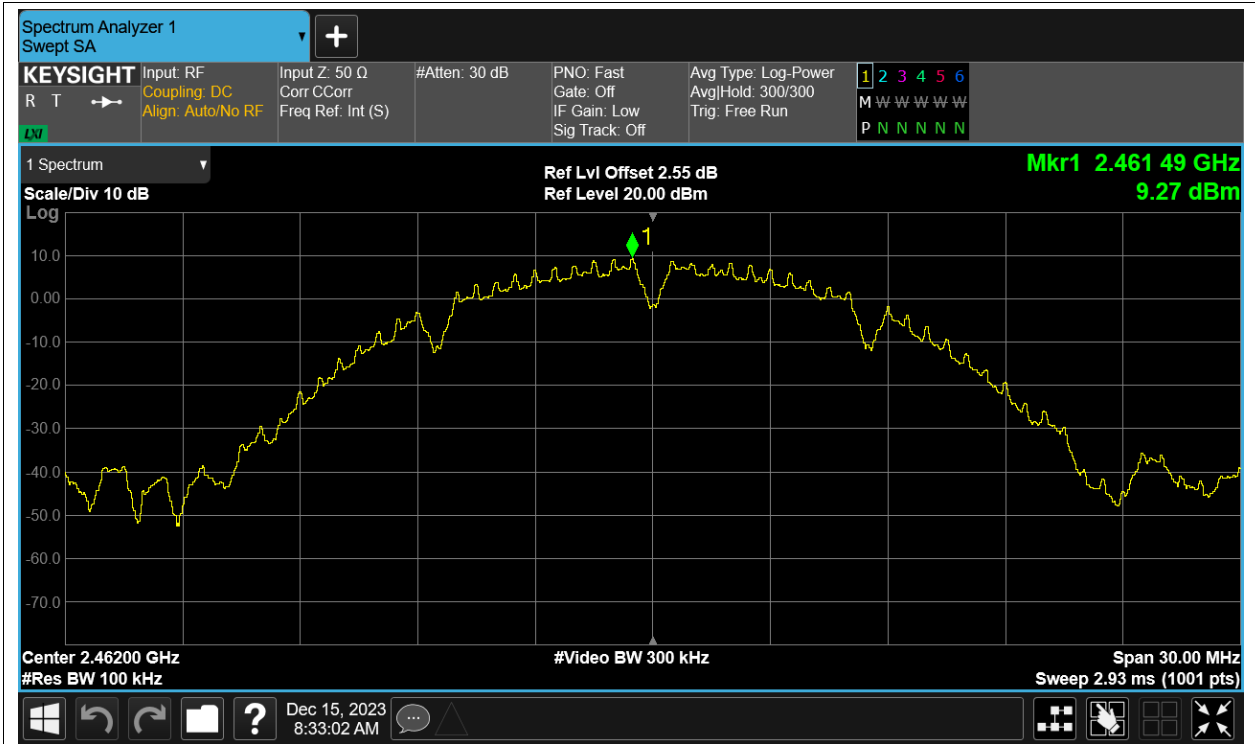 Spectrum Analyzer 1
Swept SA
KEYSIGHT
R T
LXI
Input: RF
Coupling: DC
Align: Auto/No RF
Input Z: 50 Ω
Corr CCorr
Freq Ref: Int (S)
#Atten: 30 dB
PNO: Fast
Gate: Off
IF Gain: Low
Sig Track: Off
Avg Type: Log-Power
Avg|Hold: 300/300
Trig: Free Run
1 2 3 4 5 6
M W W W W W
P N N N N N
1 Spectrum
Scale/Div 10 dB
Log
Ref Lvl Offset 2.55 dB
Ref Level 20.00 dBm
Mkr1 2.461 49 GHz
9.27 dBm
1
10.0
0.00
-10.0
-20.0
-30.0
-40.0
-50.0
-60.0
-70.0
Center 2.46200 GHz
#Res BW 100 kHz
#Video BW 300 kHz
Span 30.00 MHz
Sweep 2.93 ms (1001 pts)
?
Dec 15, 2023
8:33:02 AM